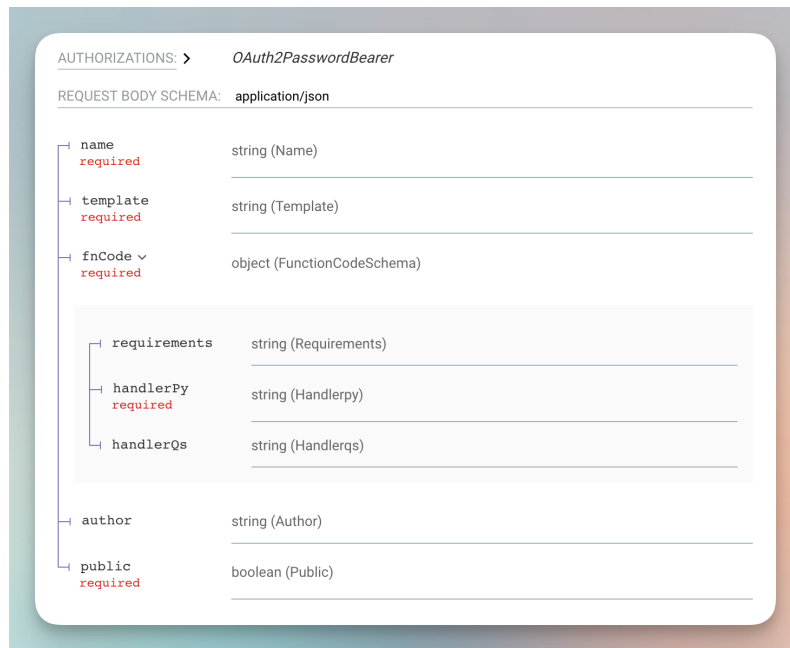 AUTHORIZATIONS: OAuth2PasswordBearer
REQUEST BODY SCHEMA: application/json
name
required
string (Name)
template
required
string (Template)
fnCode
required
object (FunctionCodeSchema)
requirements string (Requirements)
handlerPy
required
string (Handlerpy)
handlerQs string (Handlerqs)
author string (Author)
public
required
boolean (Public)